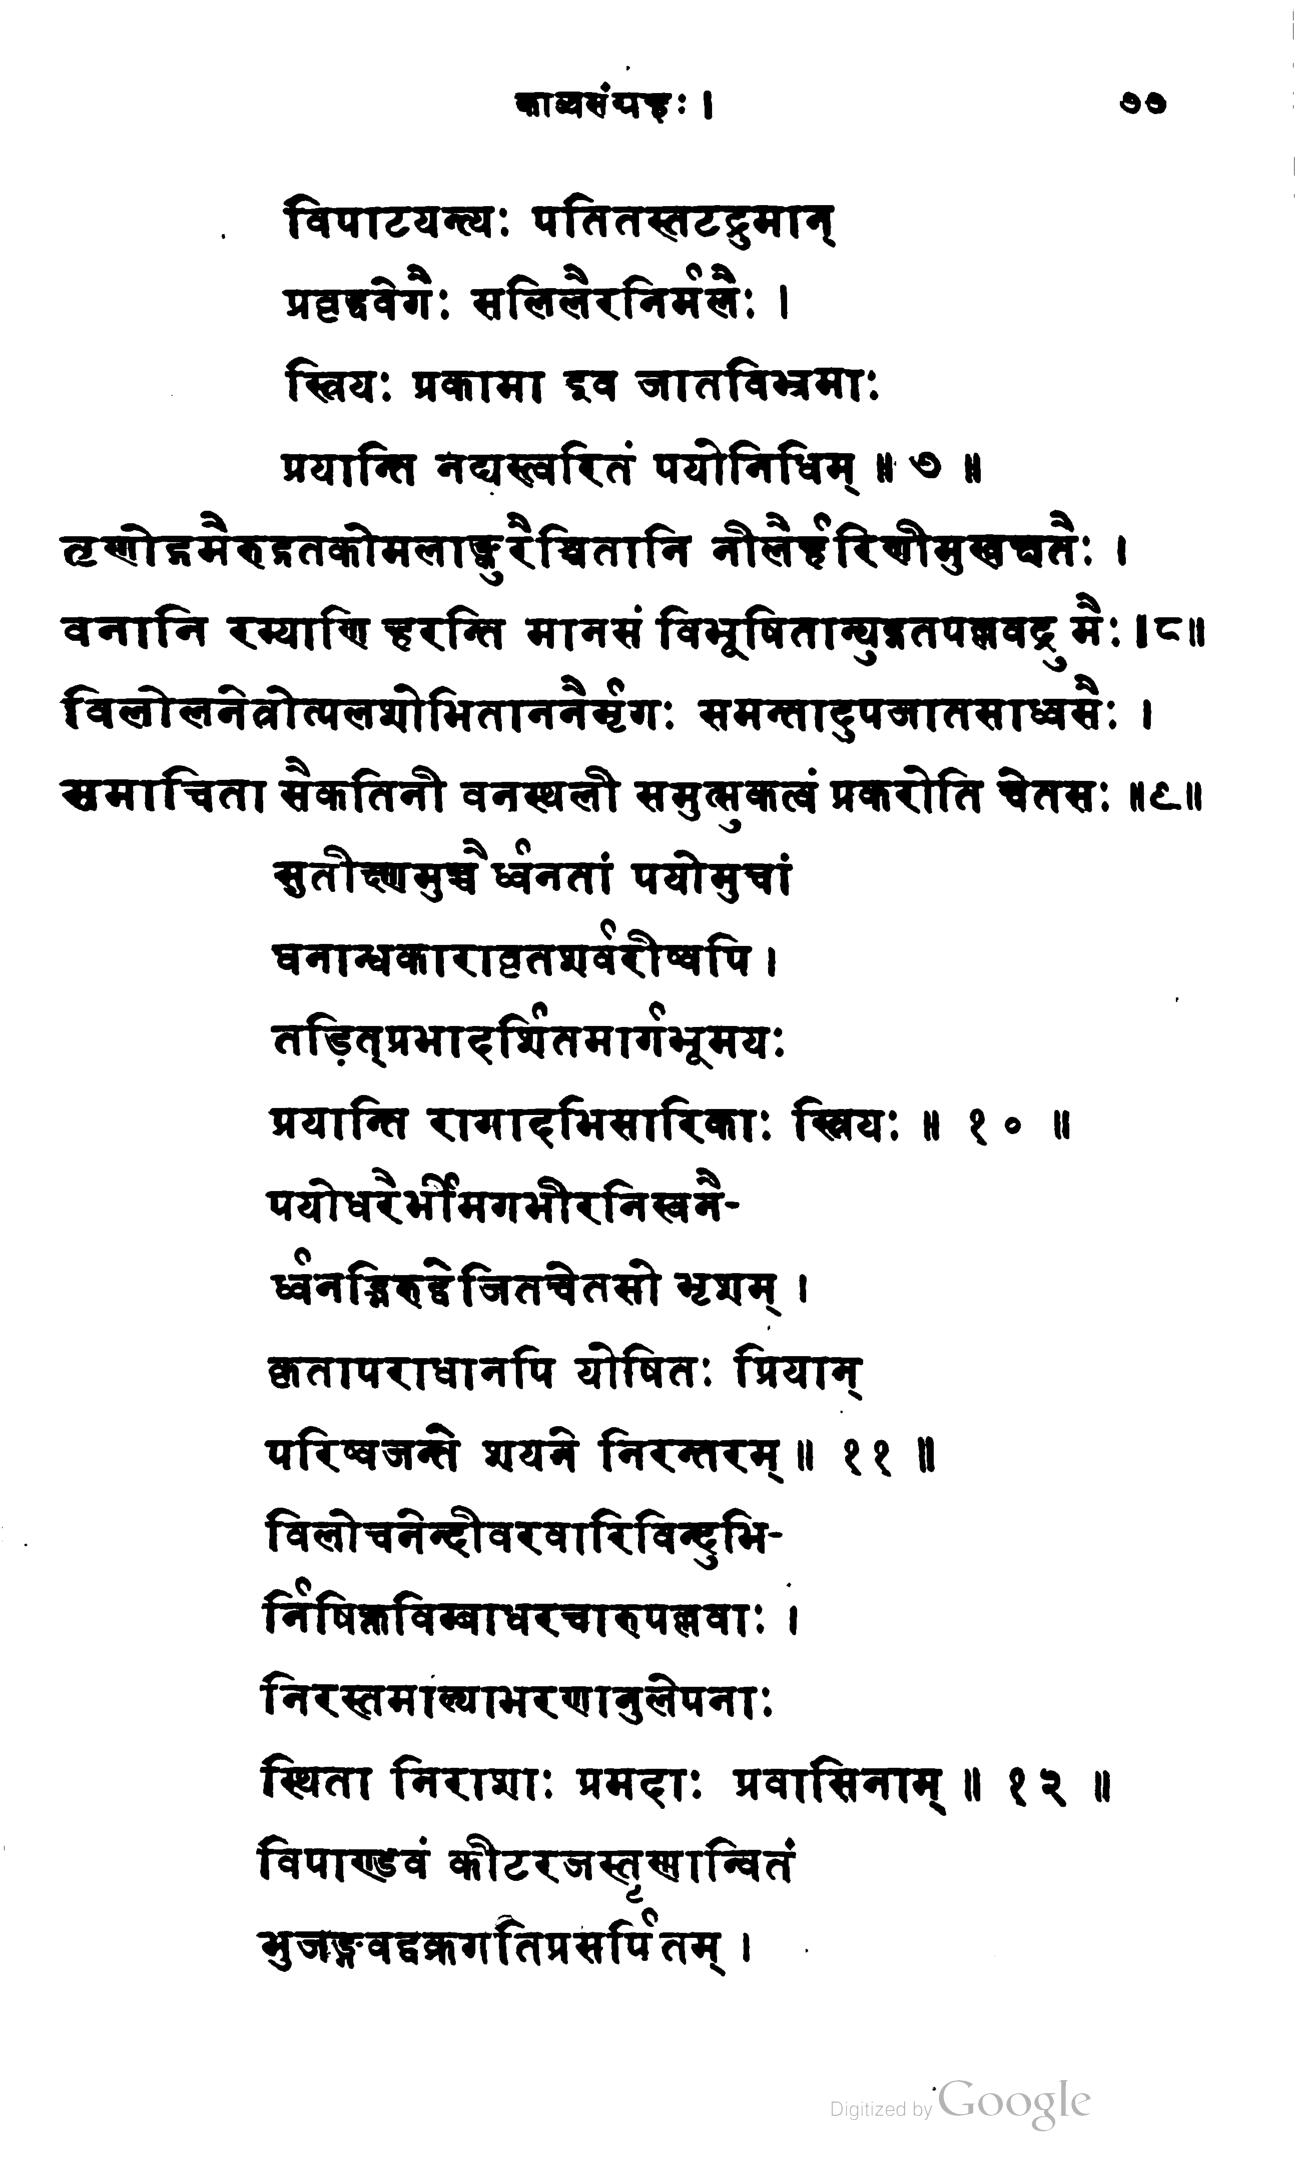 काव्यसंग्रहः । ७७
विपाटयन्त्यः पतितस्तटद्रुमान्
प्रवृद्धवेगैः सलिलैरनिर्मलैः ।
स्त्रियः प्रकामा इव जातविभ्रमाः
प्रयान्ति नद्यस्त्वरितं पयोनिधिम् ॥ ७ ॥
तृणोद्गमैरुद्गतकोमलाङ्कुरैश्चितानि नीलैर्हरिणीमुखक्षतैः ।
वनानि रम्याणि हरन्ति मानसं विभूषितान्युद्गतपल्लवद्रुमैः ।८॥
विलोलनेत्रोत्पलशोभिताननैर्मृगः समन्तादुपजातसाध्वसैः ।
समाचिता सैकतिनी वनस्थली समुत्सुकत्वं प्रकरोति चेतसः ॥९॥
सुतीक्ष्णमुच्चैर्ध्वनतां पयोमुचां
घनान्धकारावृतशर्वरीष्वपि ।
तड़ित्प्रभादर्शितमार्गभूमयः
प्रयान्ति रागादभिसारिकाः स्त्रियः ॥ १० ॥
पयोधरैर्भीमगभीरनिस्वनै-
र्ध्वनद्भिरुद्वेजितचेतसो भृशम् ।
कृतापराधानपि योषितः प्रियाम्
परिष्वजन्ते शयने निरन्तरम् ॥ ११ ॥
विलोचनेन्दीवरवारिविन्दुभि-
र्निषिक्तविम्बाधरचारुपल्लवाः ।
निरस्तमाल्याभरणानुलेपनाः
स्थिता निराशाः प्रमदाः प्रवासिनाम् ॥ १२ ॥
विपाण्डवं कीटरजस्तृणान्वितं
भुजङ्गवद्वक्रगतिप्रसर्पितम् ।
Digitized by Google